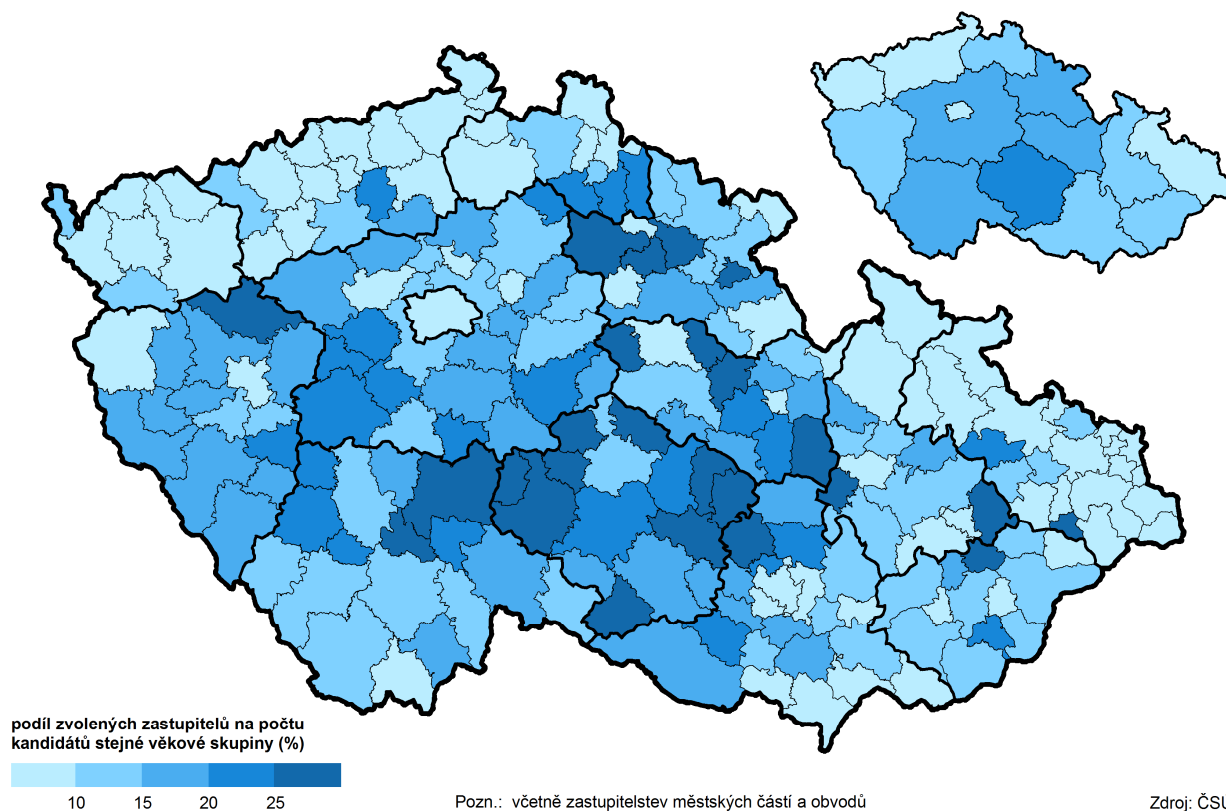 podíl zvolených zastupitelů na počtu
kandidátů stejné věkové skupiny (%)
10 15 20 25
Pozn.: včetně zastupitelstev městských částí a obvodů
Zdroj: ČSÚ